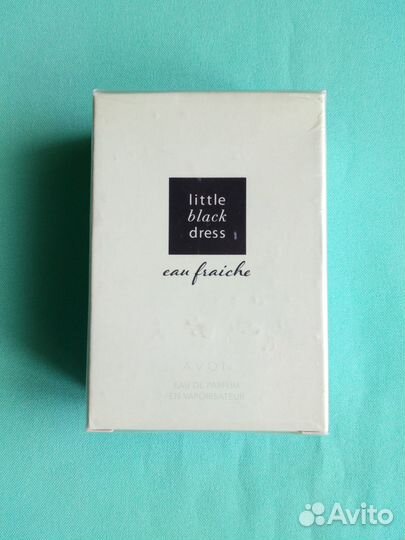 little
black
dress
eau fraiche
AVON
EAU DE PARFUM
EN VAPORISATEUR
Avito